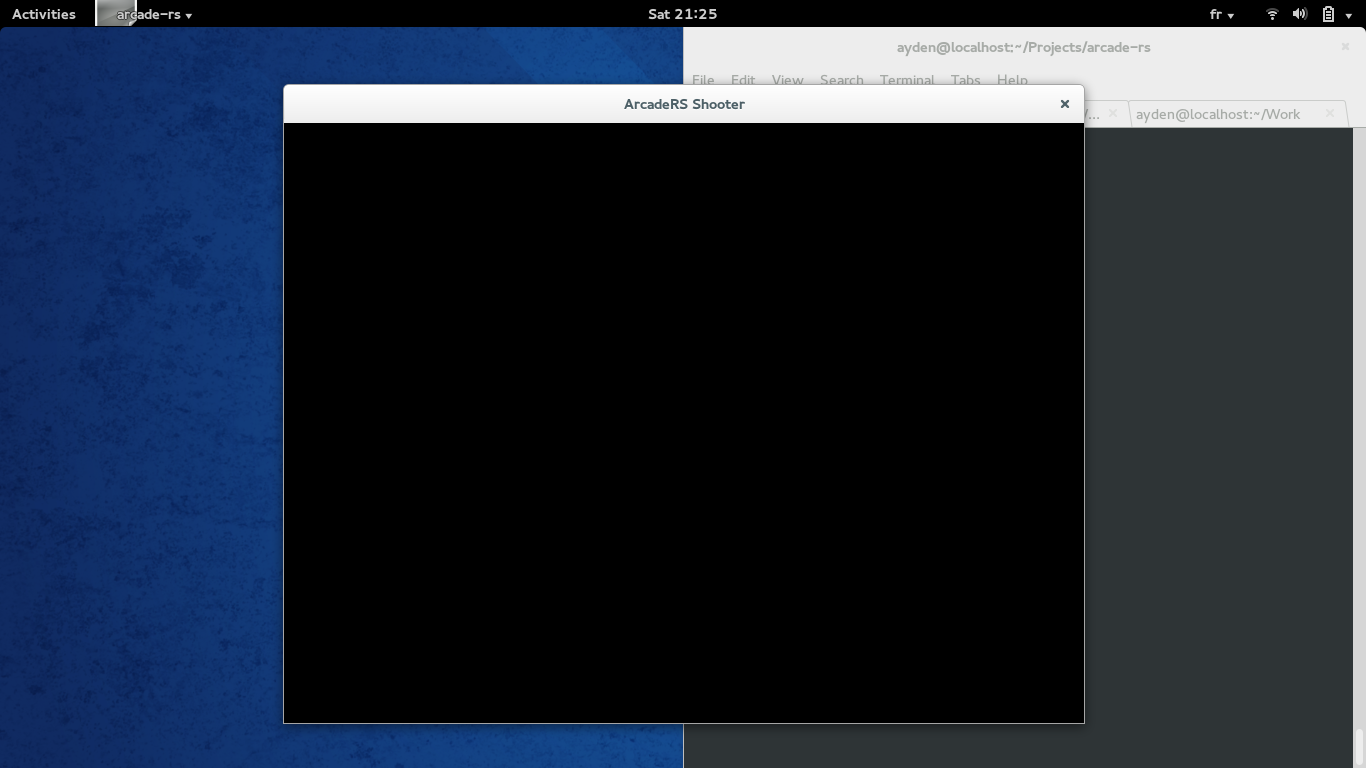 Activities arcade-rs Sat 21:25 fr
ayden@localhost:~/Projects/arcade-rs
File Edit View Search Terminal Tabs Help
ArcadeRS Shooter
/... ayden@localhost:~/Work